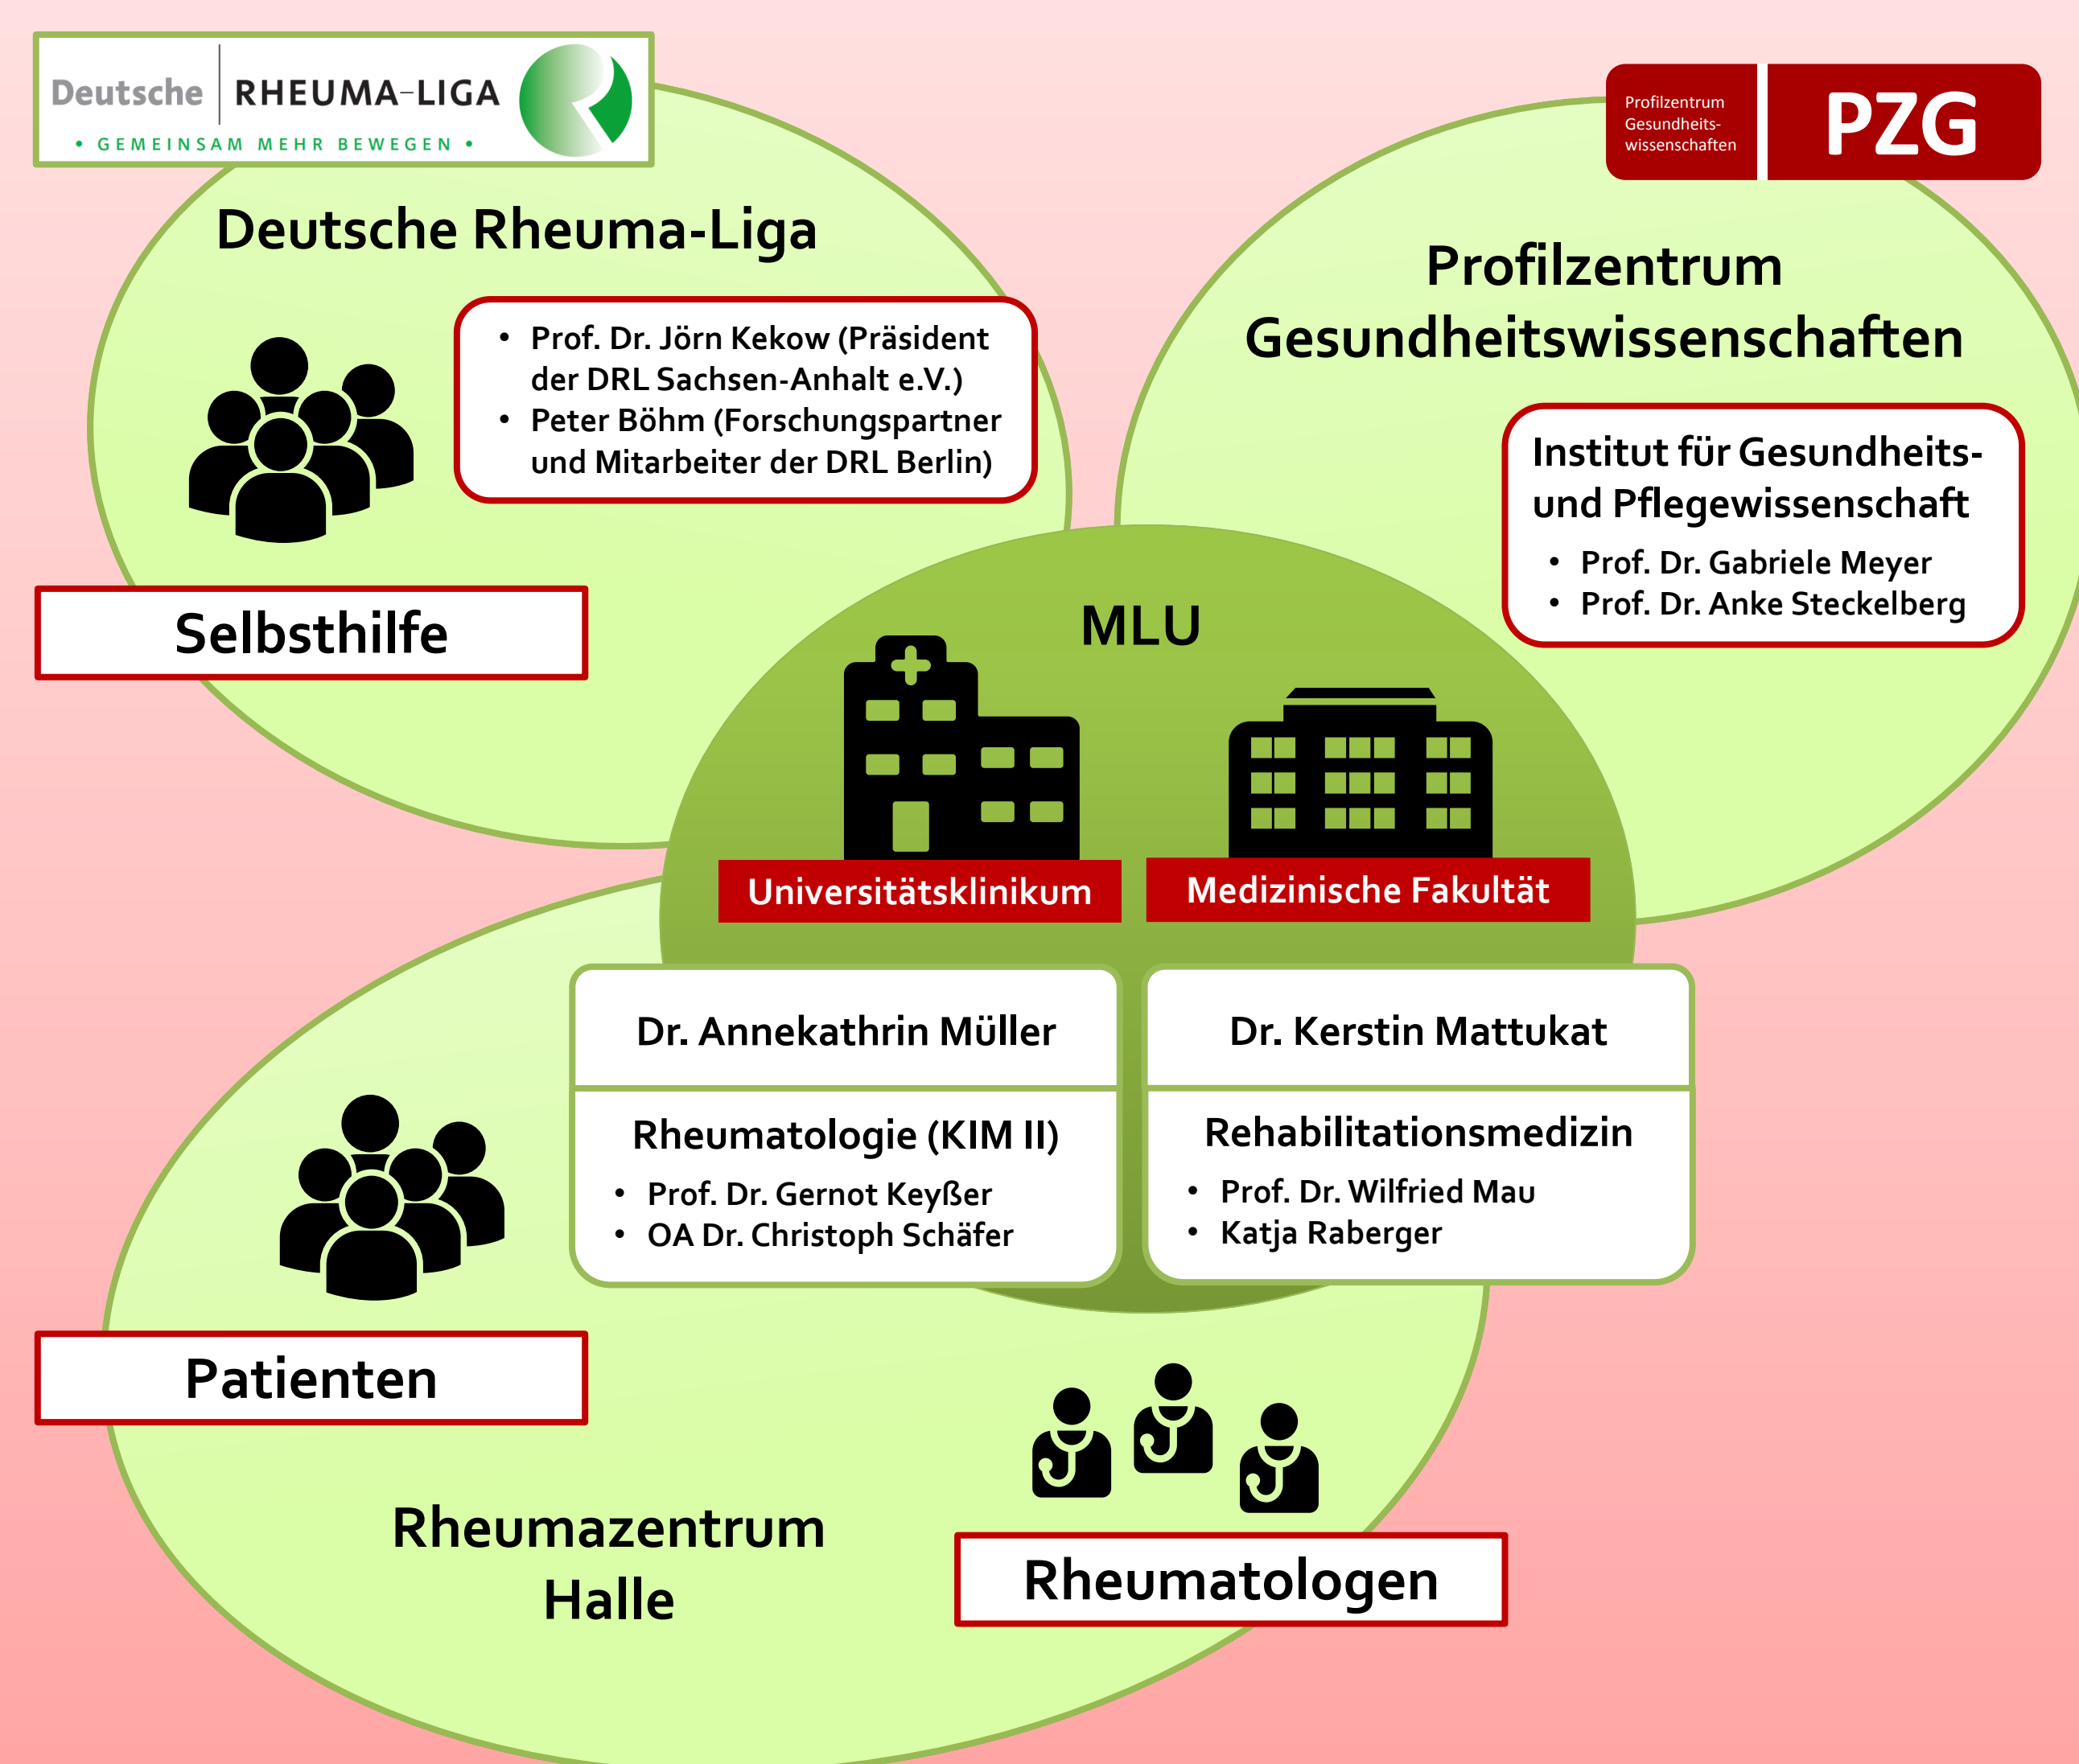 Deutsche RHEUMA-LIGA
• GEMEINSAM MEHR BEWEGEN •
Deutsche Rheuma-Liga
• Prof. Dr. Jörn Kekow (Präsident
der DRL Sachsen-Anhalt e.V.)
• Peter Böhm (Forschungspartner
und Mitarbeiter der DRL Berlin)
Selbsthilfe
Profilzentrum
Gesundheits-
wissenschaften
PZG
Profilzentrum
Gesundheitswissenschaften
Institut für Gesundheits-
und Pflegewissenschaft
• Prof. Dr. Gabriele Meyer
• Prof. Dr. Anke Steckelberg
MLU
Universitätsklinikum
Medizinische Fakultät
Dr. Annekathrin Müller
Rheumatologie (KIM II)
• Prof. Dr. Gernot Keyßer
• OA Dr. Christoph Schäfer
Dr. Kerstin Mattukat
Rehabilitationsmedizin
• Prof. Dr. Wilfried Mau
• Katja Raberger
Patienten
Rheumazentrum
Halle
Rheumatologen